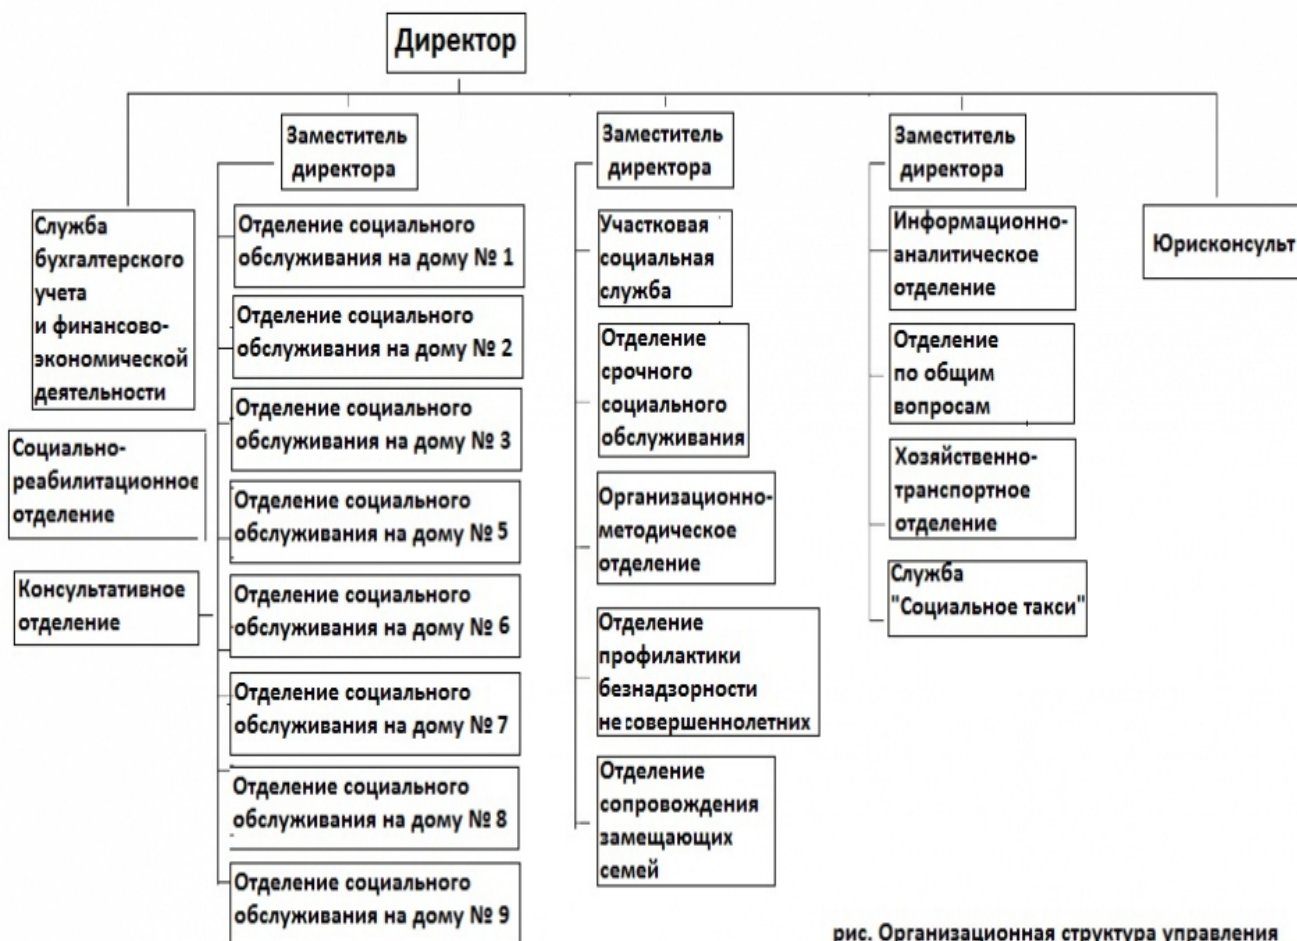 Директор
Заместитель
директора
Заместитель
директора
Заместитель
директора
Служба
бухгалтерского
учета
и финансово-
экономической
деятельности
Социально-
реабилитационное
отделение
Консультативное
отделение
Отделение социального
обслуживания на дому № 1
Отделение социального
обслуживания на дому № 2
Отделение социального
обслуживания на дому № 3
Отделение социального
обслуживания на дому № 5
Отделение социального
обслуживания на дому № 6
Отделение социального
обслуживания на дому № 7
Отделение социального
обслуживания на дому № 8
Отделение социального
обслуживания на дому № 9
Участковая
социальная
служба
Отделение
срочного
социального
обслуживания
Организационно-
методическое
отделение
Отделение
профилактики
безнадзорности
несовершеннолетних
Отделение
сопровождения
замещающих
семей
Информационно-
аналитическое
отделение
Отделение
по общим
вопросам
Хозяйственно-
транспортное
отделение
Служба
"Социальное такси"
Юрисконсульт
рис. Организационная структура управления